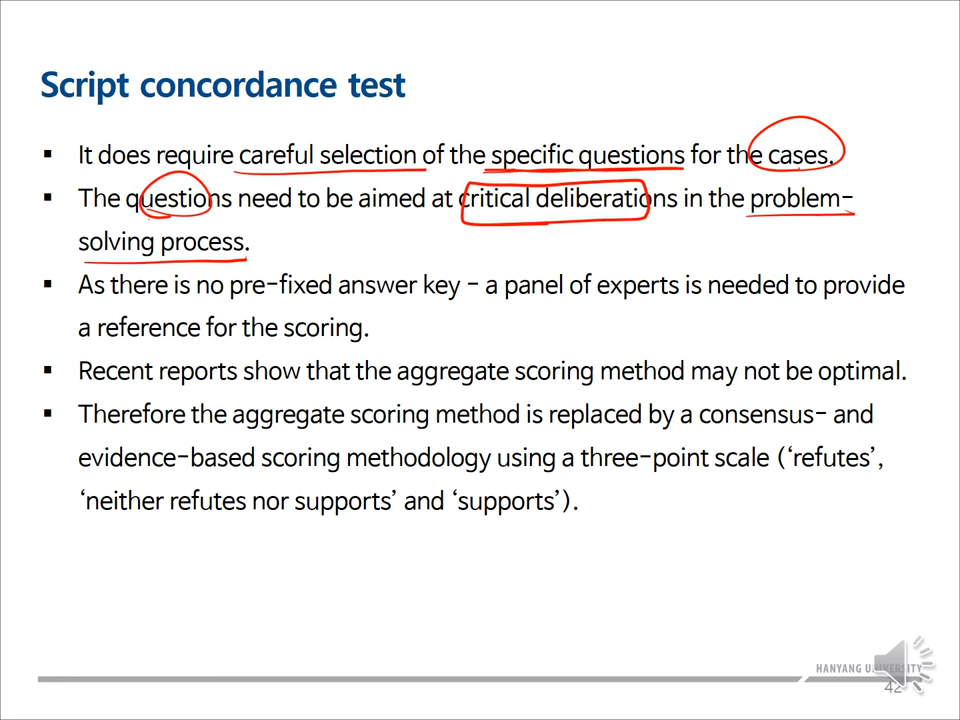 Script concordance test
▪ It does require careful selection of the specific questions for the cases.
▪ The questions need to be aimed at critical deliberations in the problem-
solving process.
▪ As there is no pre-fixed answer key - a panel of experts is needed to provide
a reference for the scoring.
▪ Recent reports show that the aggregate scoring method may not be optimal.
▪ Therefore the aggregate scoring method is replaced by a consensus- and
evidence-based scoring methodology using a three-point scale (‘refutes’,
‘neither refutes nor supports’ and ‘supports’).
HANYANG UNIVERSITY
42